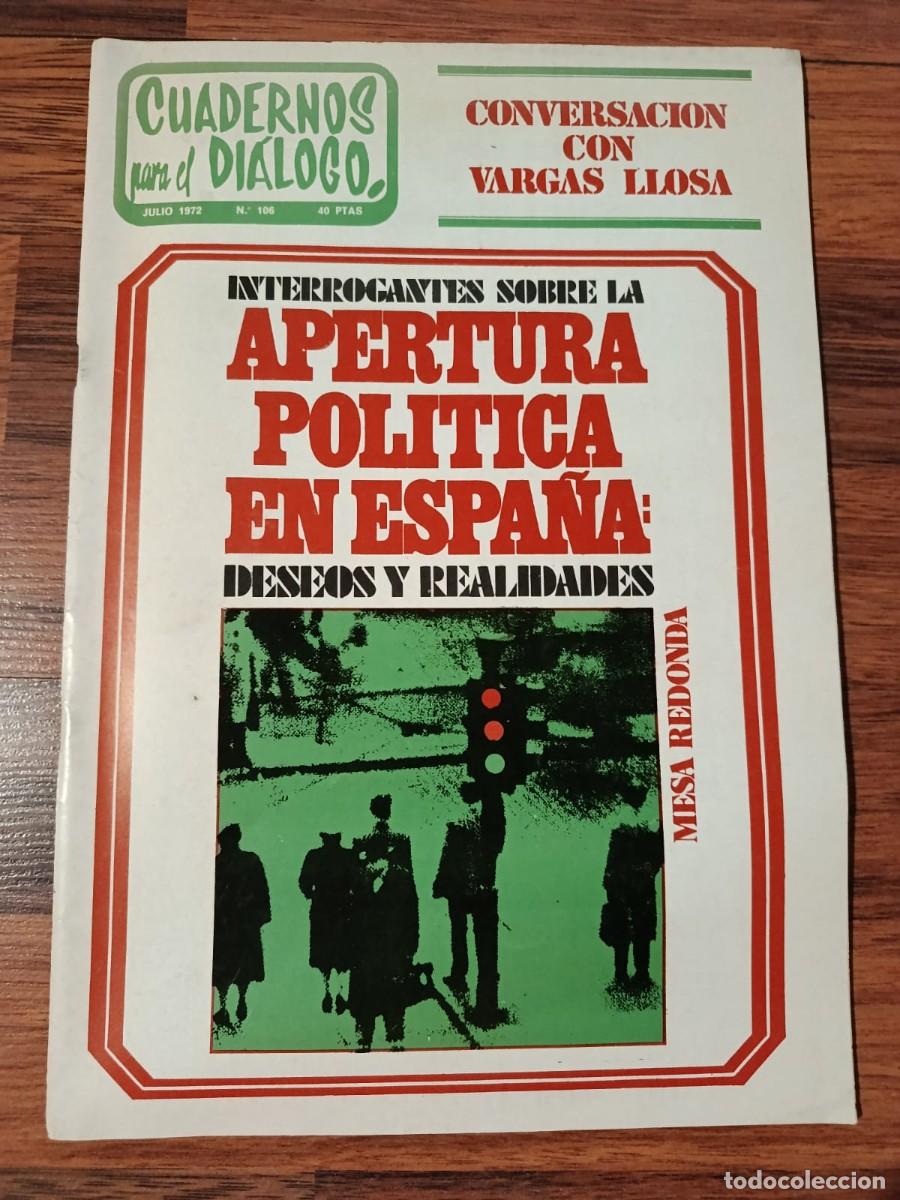 CUADERNOS
para el DIÁLOGO.
JULIO 1972 N.° 106 40 PTAS
CONVERSACION
CON
VARGAS LLOSA
INTERROGANTES SOBRE LA
APERTURA
POLITICA
EN ESPAÑA:
DESEOS Y REALIDADES
MESA REDONDA
todocoleccion